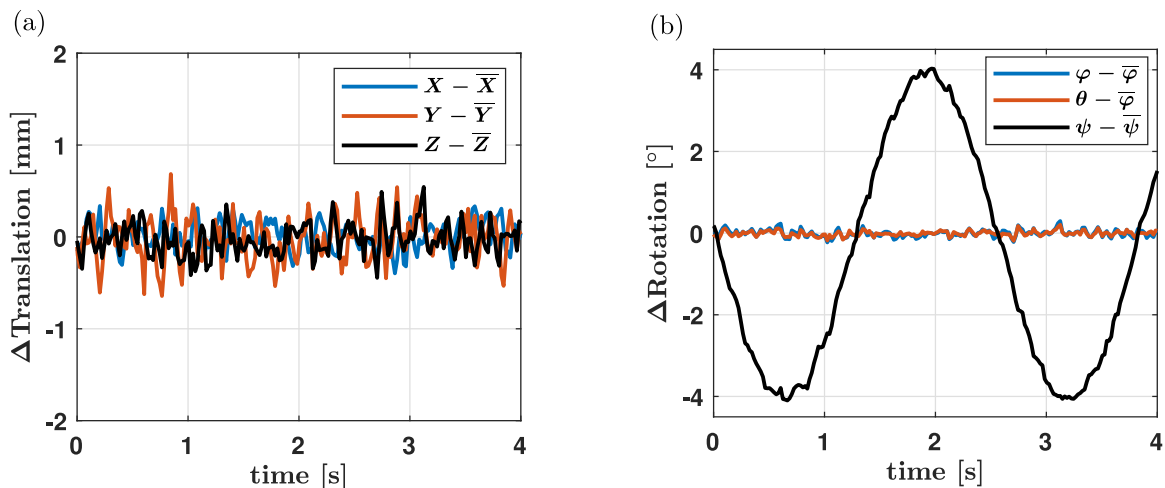 (a)
ΔTranslation [mm]
2
1
0
-1
-2
X − X̅
Y − Y̅
Z − Z̅
0 1 2 3 4
time [s]
(b)
ΔRotation [°]
4
2
0
-2
-4
φ − φ̅
θ − φ̅
ψ − ψ̅
0 1 2 3 4
time [s]